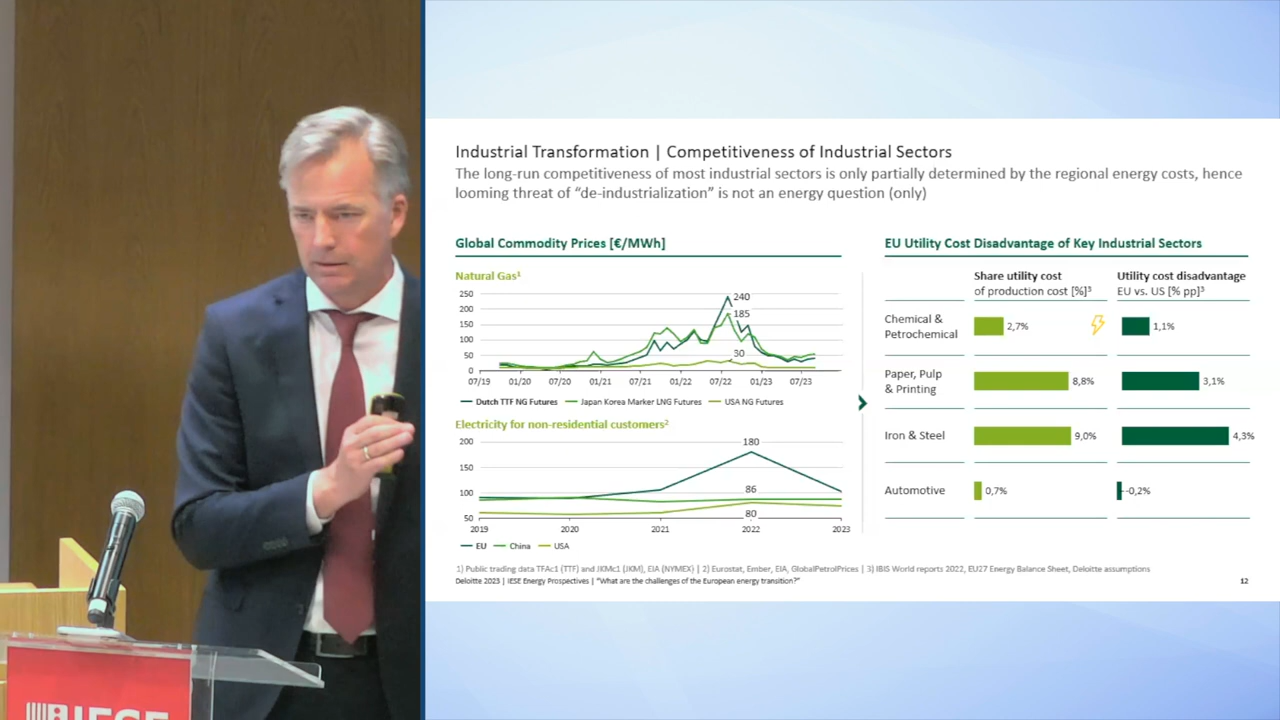 Industrial Transformation | Competitiveness of Industrial Sectors
The long-run competitiveness of most industrial sectors is only partially determined by the regional energy costs, hence
looming threat of “de-industrialization” is not an energy question (only)
Global Commodity Prices [€/MWh]
Natural Gas¹
250
200
150
100
50
0
240
185
30
07/19 01/20 07/20 01/21 07/21 01/22 07/22 01/23 07/23
Dutch TTF NG Futures Japan Korea Marker LNG Futures USA NG Futures
Electricity for non-residential customers²
200
150
100
50
180
86
80
2019 2020 2021 2022 2023
EU China USA
EU Utility Cost Disadvantage of Key Industrial Sectors
Share utility cost Utility cost disadvantage
of production cost [%]³ EU vs. US [% pp]³
Chemical &
Petrochemical
2,7% 1,1%
Paper, Pulp
& Printing
8,8% 3,1%
Iron & Steel 9,0% 4,3%
Automotive 0,7% -0,2%
1) Public trading data TFAc1 (TTF) and JKMc1 (JKM), EIA (NYMEX) | 2) Eurostat, Ember, EIA, GlobalPetrolPrices | 3) IBIS World reports 2022, EU27 Energy Balance Sheet, Deloitte assumptions
Deloitte 2023 | IESE Energy Prospectives | “What are the challenges of the European energy transition?” 12
IESE